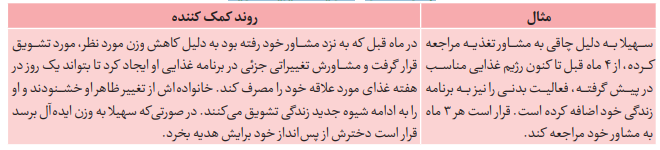 مثال
روند کمک کننده
سهیلا به دلیل چاقی به مشاور تغذیه مراجعه
کرده، از ۴ ماه قبل تا کنون رژیم غذایی مناسب
در پیش گرفته، فعالیت بدنی را نیز به برنامه
زندگی خود اضافه کرده است. قرار است هر ۳ ماه
به مشاور خود مراجعه کند.
در ماه قبل که به نزد مشاور خود رفته بود به دلیل کاهش وزن مورد نظر، مورد تشویق
قرار گرفت و مشاورش تغییراتی جزئی در برنامه غذایی او ایجاد کرد تا بتواند یک روز در
هفته غذای مورد علاقه خود را مصرف کند. خانواده‌اش از تغییر ظاهر او خشنودند و او
را به ادامه شیوه جدید زندگی تشویق می‌کنند. در صورتی‌که سهیلا به وزن ایده‌آل برسد
قرار است دخترش از پس‌انداز خود برایش هدیه بخرد.